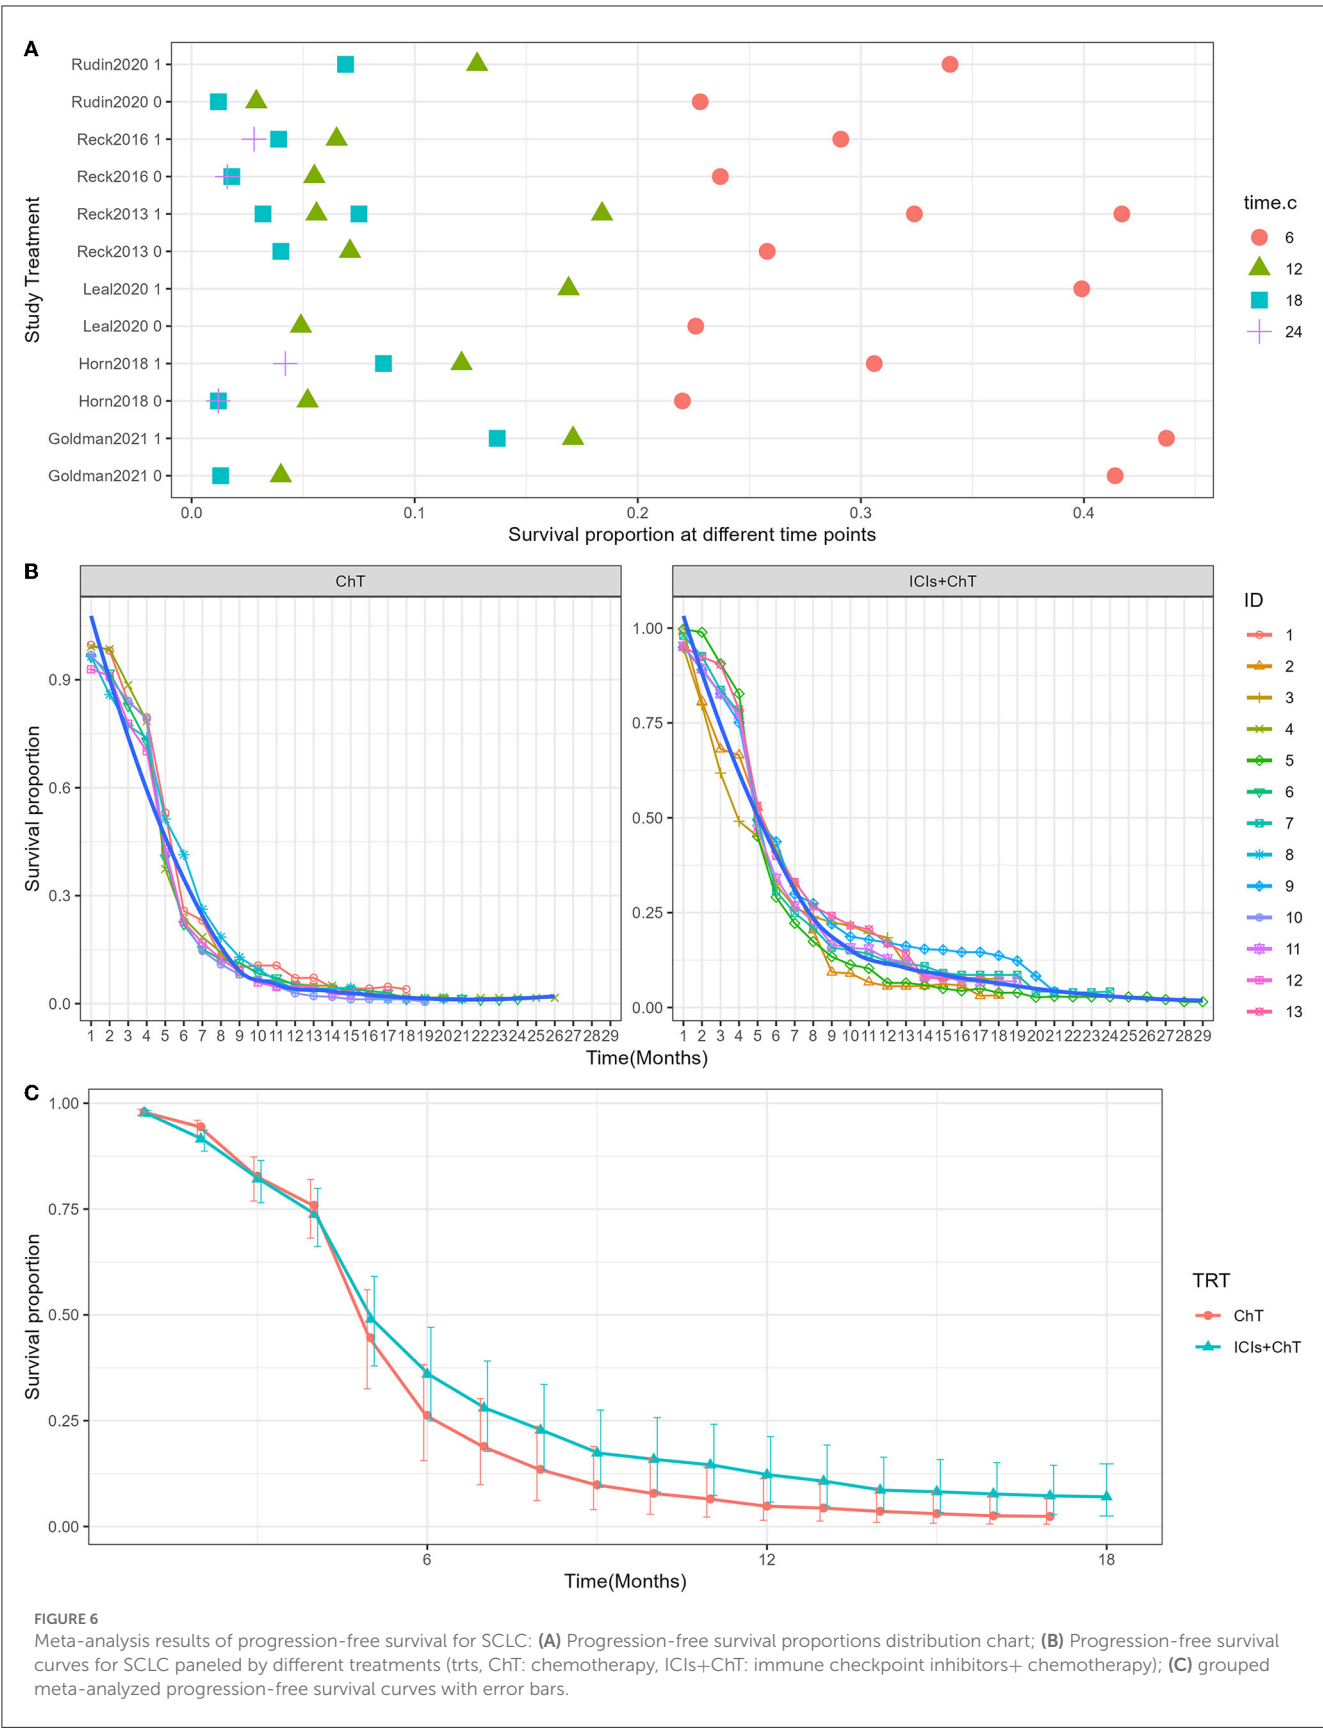 A
Rudin2020 1
Rudin2020 0
Reck2016 1
Reck2016 0
Reck2013 1
Reck2013 0
Leal2020 1
Leal2020 0
Horn2018 1
Horn2018 0
Goldman2021 1
Goldman2021 0
Study Treatment
0.0 0.1 0.2 0.3 0.4
Survival proportion at different time points
time.c
6
12
18
24
B
ChT
ICIs+ChT
0.9
0.6
0.3
0.0
Survival proportion
1.00
0.75
0.50
0.25
0.00
1 2 3 4 5 6 7 8 9 10 11 12 13 14 15 16 17 18 19 20 21 22 23 24 25 26 27 28 29
1 2 3 4 5 6 7 8 9 10 11 12 13 14 15 16 17 18 19 20 21 22 23 24 25 26 27 28 29
Time(Months)
ID
1
2
3
4
5
6
7
8
9
10
11
12
13
C
1.00
0.75
0.50
0.25
0.00
Survival proportion
6 12 18
Time(Months)
TRT
ChT
ICIs+ChT
FIGURE 6
Meta-analysis results of progression-free survival for SCLC: (A) Progression-free survival proportions distribution chart; (B) Progression-free survival
curves for SCLC paneled by different treatments (trts, ChT: chemotherapy, ICIs+ChT: immune checkpoint inhibitors+ chemotherapy); (C) grouped
meta-analyzed progression-free survival curves with error bars.